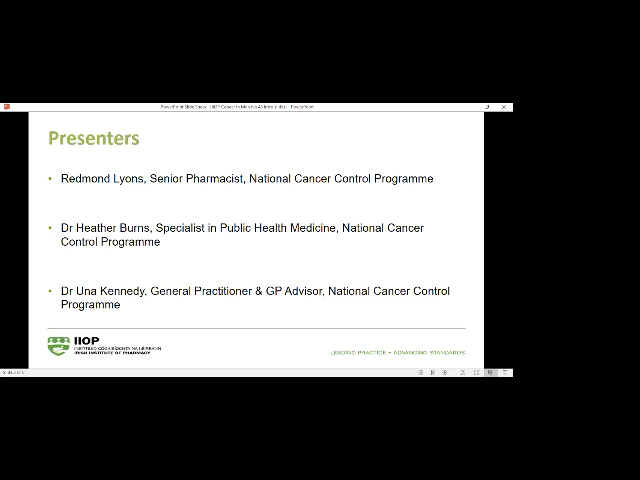 Presenters
• Redmond Lyons, Senior Pharmacist, National Cancer Control Programme
• Dr Heather Burns, Specialist in Public Health Medicine, National Cancer
Control Programme
• Dr Una Kennedy, General Practitioner & GP Advisor, National Cancer Control
Programme
IIOP
IRISH INSTITUTE OF PHARMACY
LEADING PRACTICE • ADVANCING STANDARDS